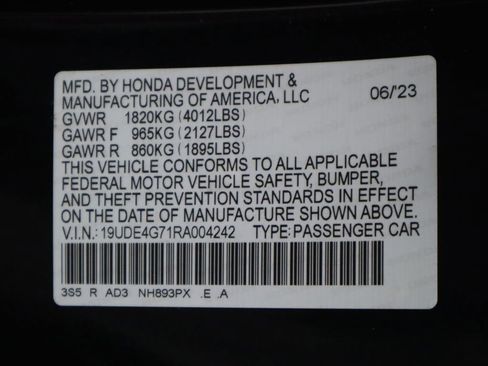 MFD. BY HONDA DEVELOPMENT &
MANUFACTURING OF AMERICA, LLC 06/'23
GVWR 1820KG (4012LBS)
GAWR F 965KG (2127LBS)
GAWR R 860KG (1895LBS)
THIS VEHICLE CONFORMS TO ALL APPLICABLE
FEDERAL MOTOR VEHICLE SAFETY, BUMPER,
AND THEFT PREVENTION STANDARDS IN EFFECT
ON THE DATE OF MANUFACTURE SHOWN ABOVE.
V.I.N.: 19UDE4G71RA004242 TYPE: PASSENGER CAR
3S5 R AD3 NH893PX .E .A